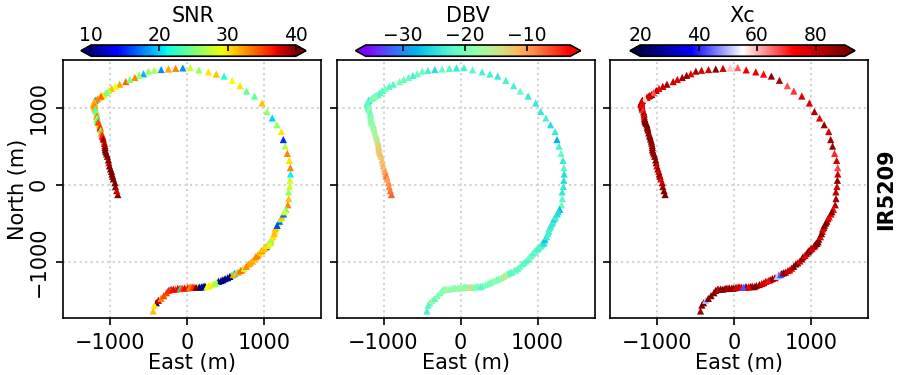 SNR DBV Xc
10 20 30 40 −30 −20 −10 20 40 60 80
North (m)
1000
0
−1000
IR5209
−1000 0 1000 −1000 0 1000 −1000 0 1000
East (m) East (m) East (m)